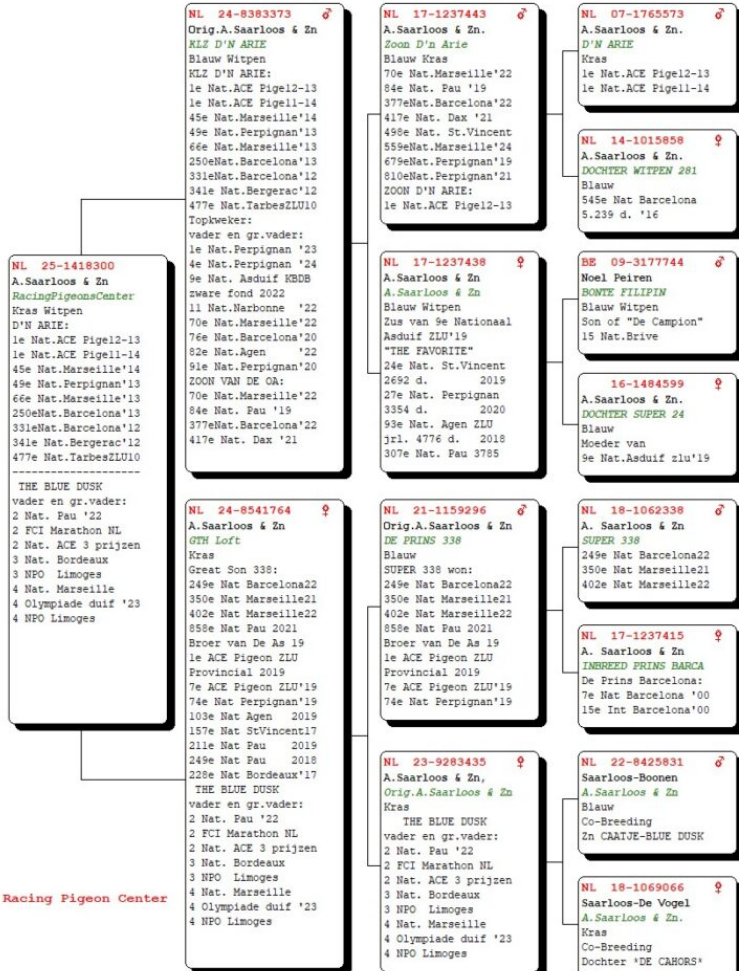 NL 25-1418300
A.Saarloos & Zn
RacingPigeonsCenter
Kras Witpen
D'N ARIE:
1e Nat.ACE Pige12-13
1e Nat.ACE Pige11-14
45e Nat.Marseille'14
49e Nat.Perpignan'13
66e Nat.Marseille'13
250eNat.Barcelona'13
331eNat.Barcelona'12
341e Nat.Bergerac'12
477e Nat.TarbesZLU10
--------------------
THE BLUE DUSK
vader en gr.vader:
2 Nat. Pau '22
2 FCI Marathon NL
2 Nat. ACE 3 prijzen
3 Nat. Bordeaux
3 NPO Limoges
4 Nat. Marseille
4 Olympiade duif '23
4 NPO Limoges
Racing Pigeon Center
NL 24-8383373 ♂
Orig.A.Saarloos & Zn
KLZ D'N ARIE
Blauw Witpen
KLZ D'N ARIE:
1e Nat.ACE Pige12-13
1e Nat.ACE Pige11-14
45e Nat.Marseille'14
49e Nat.Perpignan'13
66e Nat.Marseille'13
250eNat.Barcelona'13
331eNat.Barcelona'12
341e Nat.Bergerac'12
477e Nat.TarbesZLU10
Topkweker:
vader en gr.vader:
1e Nat.Perpignan '23
4e Nat.Perpignan '24
9e Nat. Asduif KBDB
zware fond 2022
11 Nat.Narbonne '22
70e Nat.Marseille'22
76e Nat.Barcelona'20
82e Nat.Agen '22
91e Nat.Perpignan'20
ZOON VAN DE OA:
70e Nat.Marseille'22
84e Nat. Pau '19
377eNat.Barcelona'22
417e Nat. Dax '21
NL 24-8541764 ♀
A.Saarloos & Zn
GTH Loft
Kras
Great Son 338:
249e Nat Barcelona22
350e Nat Marseille21
402e Nat Marseille22
858e Nat Pau 2021
Broer van De As 19
1e ACE Pigeon ZLU
Provincial 2019
7e ACE Pigeon ZLU'19
74e Nat Perpignan'19
103e Nat Agen 2019
157e Nat StVincent17
211e Nat Pau 2019
249e Nat Pau 2018
228e Nat Bordeaux'17
THE BLUE DUSK
vader en gr.vader:
2 Nat. Pau '22
2 FCI Marathon NL
2 Nat. ACE 3 prijzen
3 Nat. Bordeaux
3 NPO Limoges
4 Nat. Marseille
4 Olympiade duif '23
4 NPO Limoges
NL 17-1237443 ♂
A.Saarloos & Zn.
Zoon D'n Arie
Blauw Kras
70e Nat.Marseille'22
84e Nat. Pau '19
377eNat.Barcelona'22
417e Nat. Dax '21
498e Nat. St.Vincent
559eNat.Marseille'24
679eNat.Perpignan'19
810eNat.Perpignan'21
ZOON D'N ARIE:
1e Nat.ACE Pige12-13
NL 17-1237438 ♀
A.Saarloos & Zn
A.Saarloos & Zn
Blauw Witpen
Zus van 9e Nationaal
Asduif ZLU'19
"THE FAVORITE"
24e Nat. St.Vincent
2692 d. 2019
27e Nat. Perpignan
3354 d. 2020
93e Nat. Agen ZLU
jrl. 4776 d. 2018
307e Nat. Pau 3785
NL 21-1159296 ♂
Orig.A.Saarloos & Zn
DE PRINS 338
Blauw
SUPER 338 won:
249e Nat Barcelona22
350e Nat Marseille21
402e Nat Marseille22
858e Nat Pau 2021
Broer van De As 19
1e ACE Pigeon ZLU
Provincial 2019
7e ACE Pigeon ZLU'19
74e Nat Perpignan'19
NL 23-9283435 ♀
A.Saarloos & Zn,
Orig.A.Saarloos & Zn
Kras
THE BLUE DUSK
vader en gr.vader:
2 Nat. Pau '22
2 FCI Marathon NL
2 Nat. ACE 3 prijzen
3 Nat. Bordeaux
3 NPO Limoges
4 Nat. Marseille
4 Olympiade duif '23
4 NPO Limoges
NL 07-1765573 ♂
A.Saarloos & Zn.
D'N ARIE
Kras
1e Nat.ACE Pige12-13
1e Nat.ACE Pige11-14
NL 14-1015858 ♀
A.Saarloos & Zn.
DOCHTER WITPEN 281
Blauw
545e Nat Barcelona
5.239 d. '16
BE 09-3177744 ♂
Noel Peiren
BONTE FILIPIN
Blauw Witpen
Son of "De Campion"
15 Nat.Brive
16-1484599 ♀
A.Saarloos & Zn.
DOCHTER SUPER 24
Blauw
Moeder van
9e Nat.Asduif zlu'19
NL 18-1062338 ♂
A. Saarloos & Zn
SUPER 338
249e Nat Barcelona22
350e Nat Marseille21
402e Nat Marseille22
NL 17-1237415 ♀
A. Saarloos & Zn
INBREED PRINS BARCA
De Prins Barcelona:
7e Nat Barcelona '00
15e Int Barcelona'00
NL 22-8425831 ♂
Saarloos-Boonen
A.Saarloos & Zn
Blauw
Co-Breeding
Zn CAATJE-BLUE DUSK
NL 18-1069066 ♀
Saarloos-De Vogel
A.Saarloos & Zn.
Kras
Co-Breeding
Dochter *DE CAHORS*